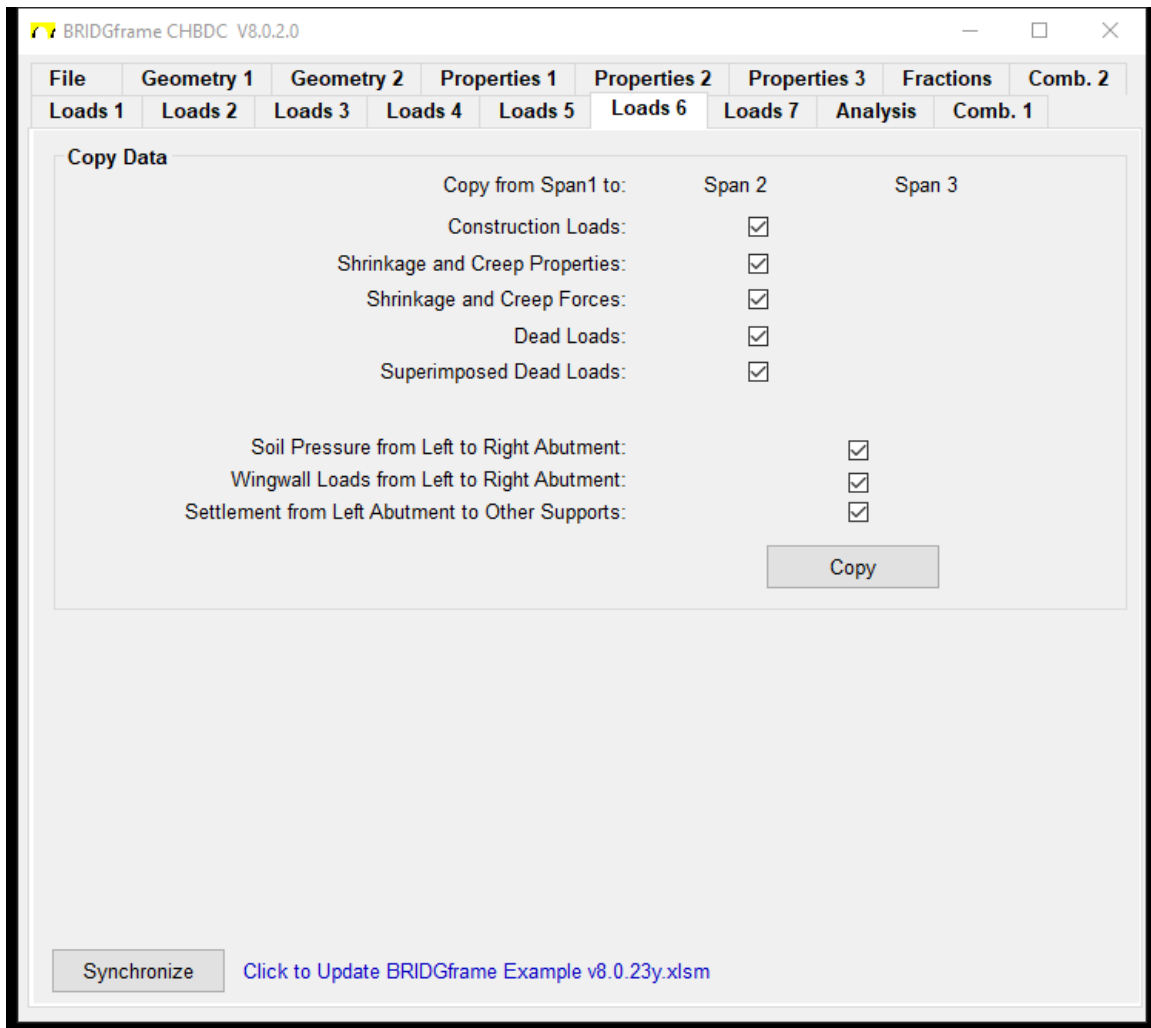 BRIDGframe CHBDC V8.0.2.0
File Geometry 1 Geometry 2 Properties 1 Properties 2 Properties 3 Fractions Comb. 2
Loads 1 Loads 2 Loads 3 Loads 4 Loads 5 Loads 6 Loads 7 Analysis Comb. 1
Copy Data
Copy from Span1 to: Span 2 Span 3
Construction Loads:
Shrinkage and Creep Properties:
Shrinkage and Creep Forces:
Dead Loads:
Superimposed Dead Loads:
Soil Pressure from Left to Right Abutment:
Wingwall Loads from Left to Right Abutment:
Settlement from Left Abutment to Other Supports:
Copy
Synchronize Click to Update BRIDGframe Example v8.0.23y.xlsm